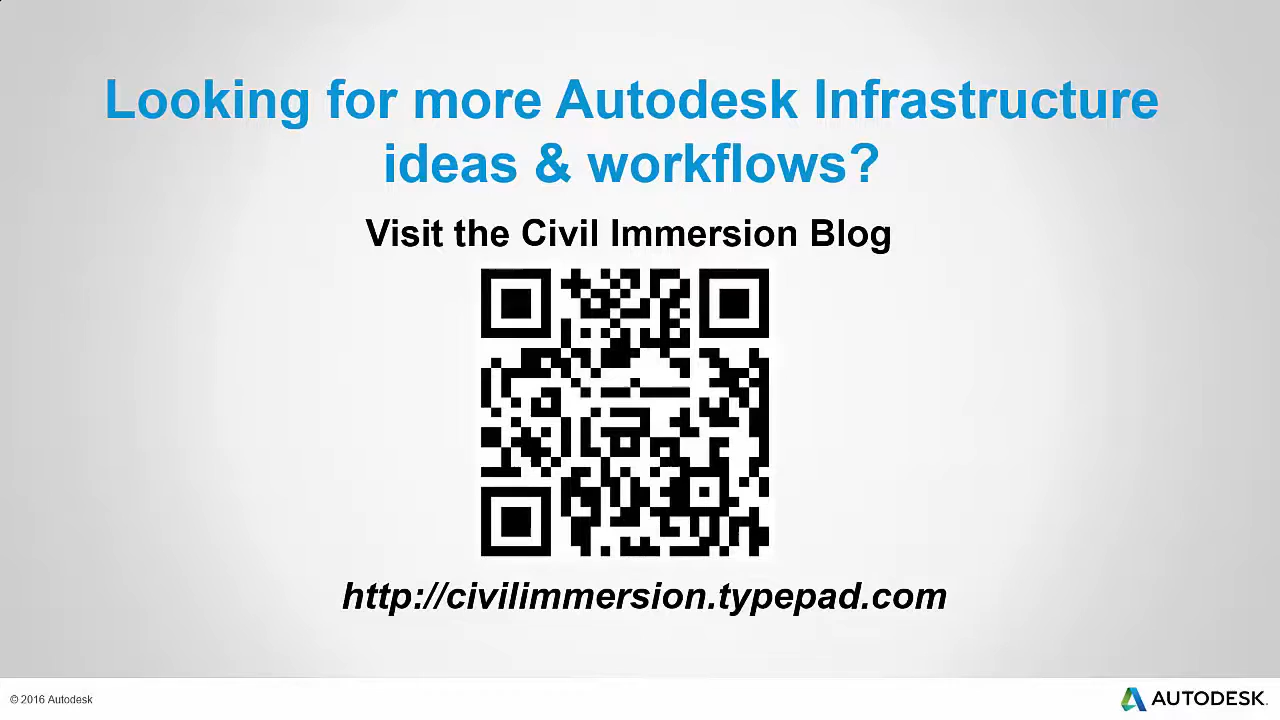 Looking for more Autodesk Infrastructure
ideas & workflows?
Visit the Civil Immersion Blog
http://civilimmersion.typepad.com
© 2016 Autodesk
AUTODESK.